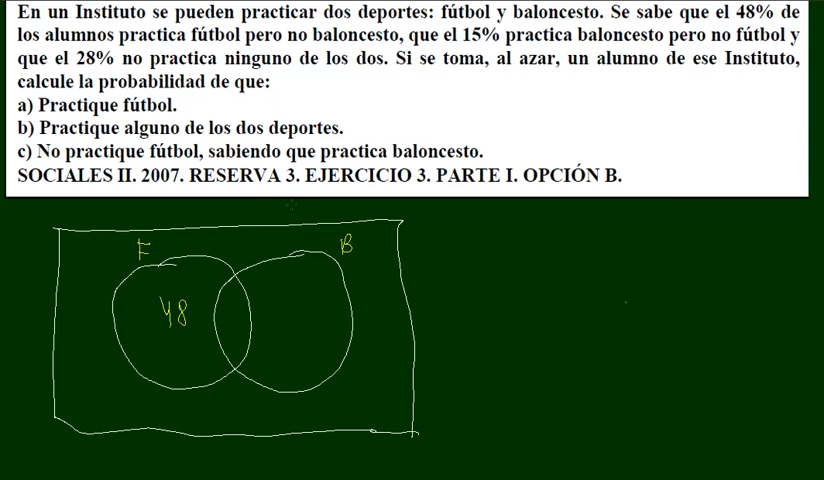 En un Instituto se pueden practicar dos deportes: fútbol y baloncesto. Se sabe que el 48% de
los alumnos practica fútbol pero no baloncesto, que el 15% practica baloncesto pero no fútbol y
que el 28% no practica ninguno de los dos. Si se toma, al azar, un alumno de ese Instituto,
calcule la probabilidad de que:
a) Practique fútbol.
b) Practique alguno de los dos deportes.
c) No practique fútbol, sabiendo que practica baloncesto.
SOCIALES II. 2007. RESERVA 3. EJERCICIO 3. PARTE I. OPCIÓN B.
F B
48